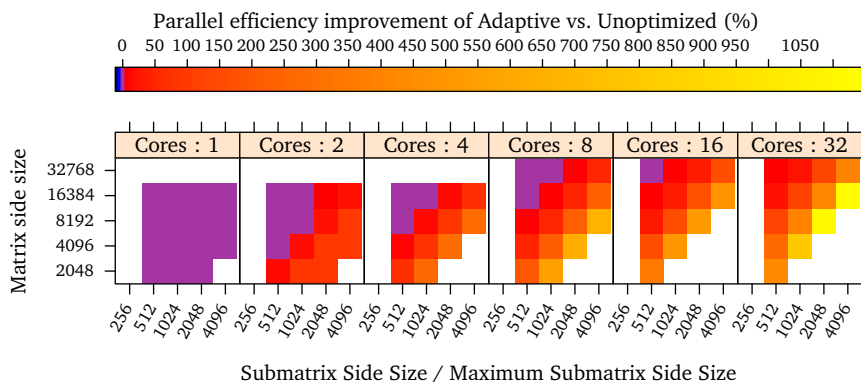 Parallel efficiency improvement of Adaptive vs. Unoptimized (%)
0 50 100 150 200 250 300 350 400 450 500 550 600 650 700 750 800 850 900 950 1050
Cores : 1 Cores : 2 Cores : 4 Cores : 8 Cores : 16 Cores : 32
Matrix side size
32768
16384
8192
4096
2048
256 512 1024 2048 4096 256 512 1024 2048 4096 256 512 1024 2048 4096 256 512 1024 2048 4096 256 512 1024 2048 4096 256 512 1024 2048 4096
Submatrix Side Size / Maximum Submatrix Side Size